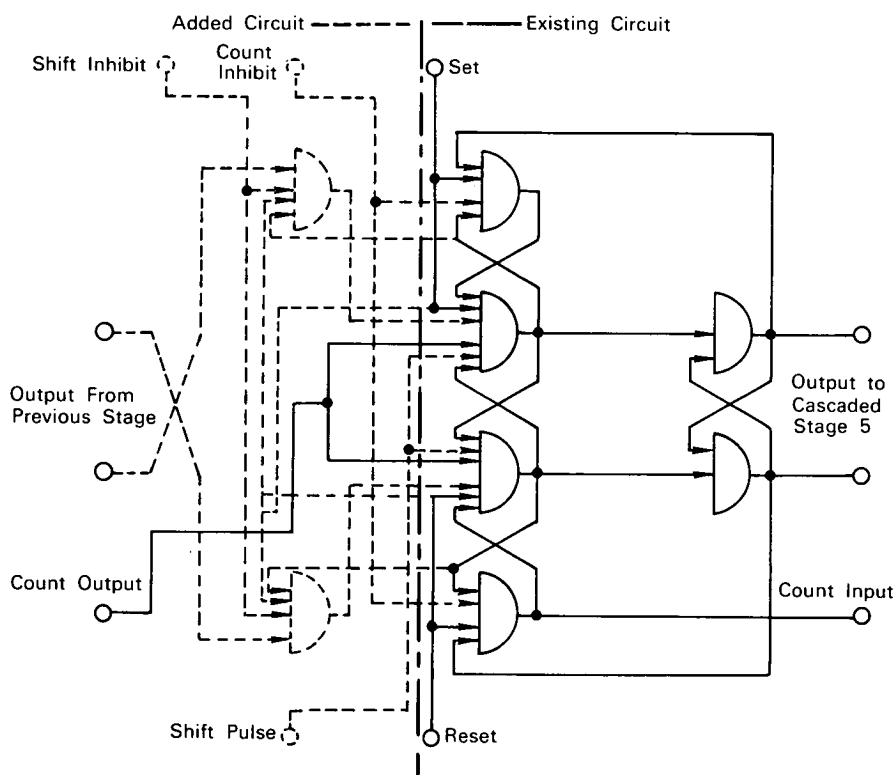 Added Circuit
Existing Circuit
Shift Inhibit
Count
Inhibit
Set
Output From
Previous Stage
Output to
Cascaded
Stage 5
Count Output
Count Input
Shift Pulse
Reset